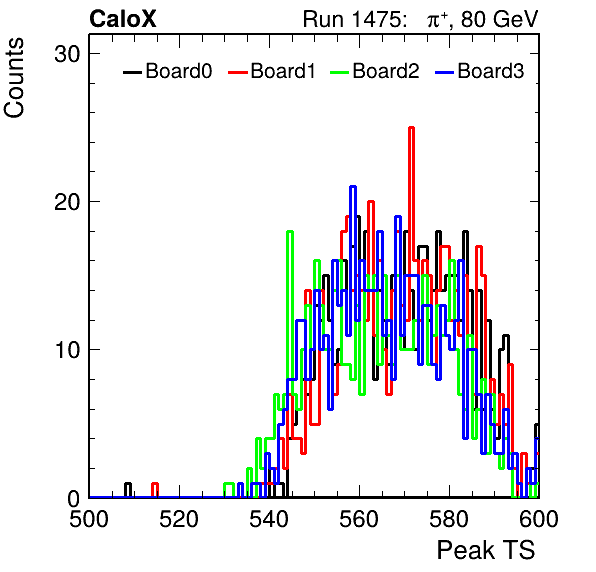 CaloX Run 1475: π⁺, 80 GeV
Counts
30
Board0 Board1 Board2 Board3
20
10
0
500 520 540 560 580 600
Peak TS